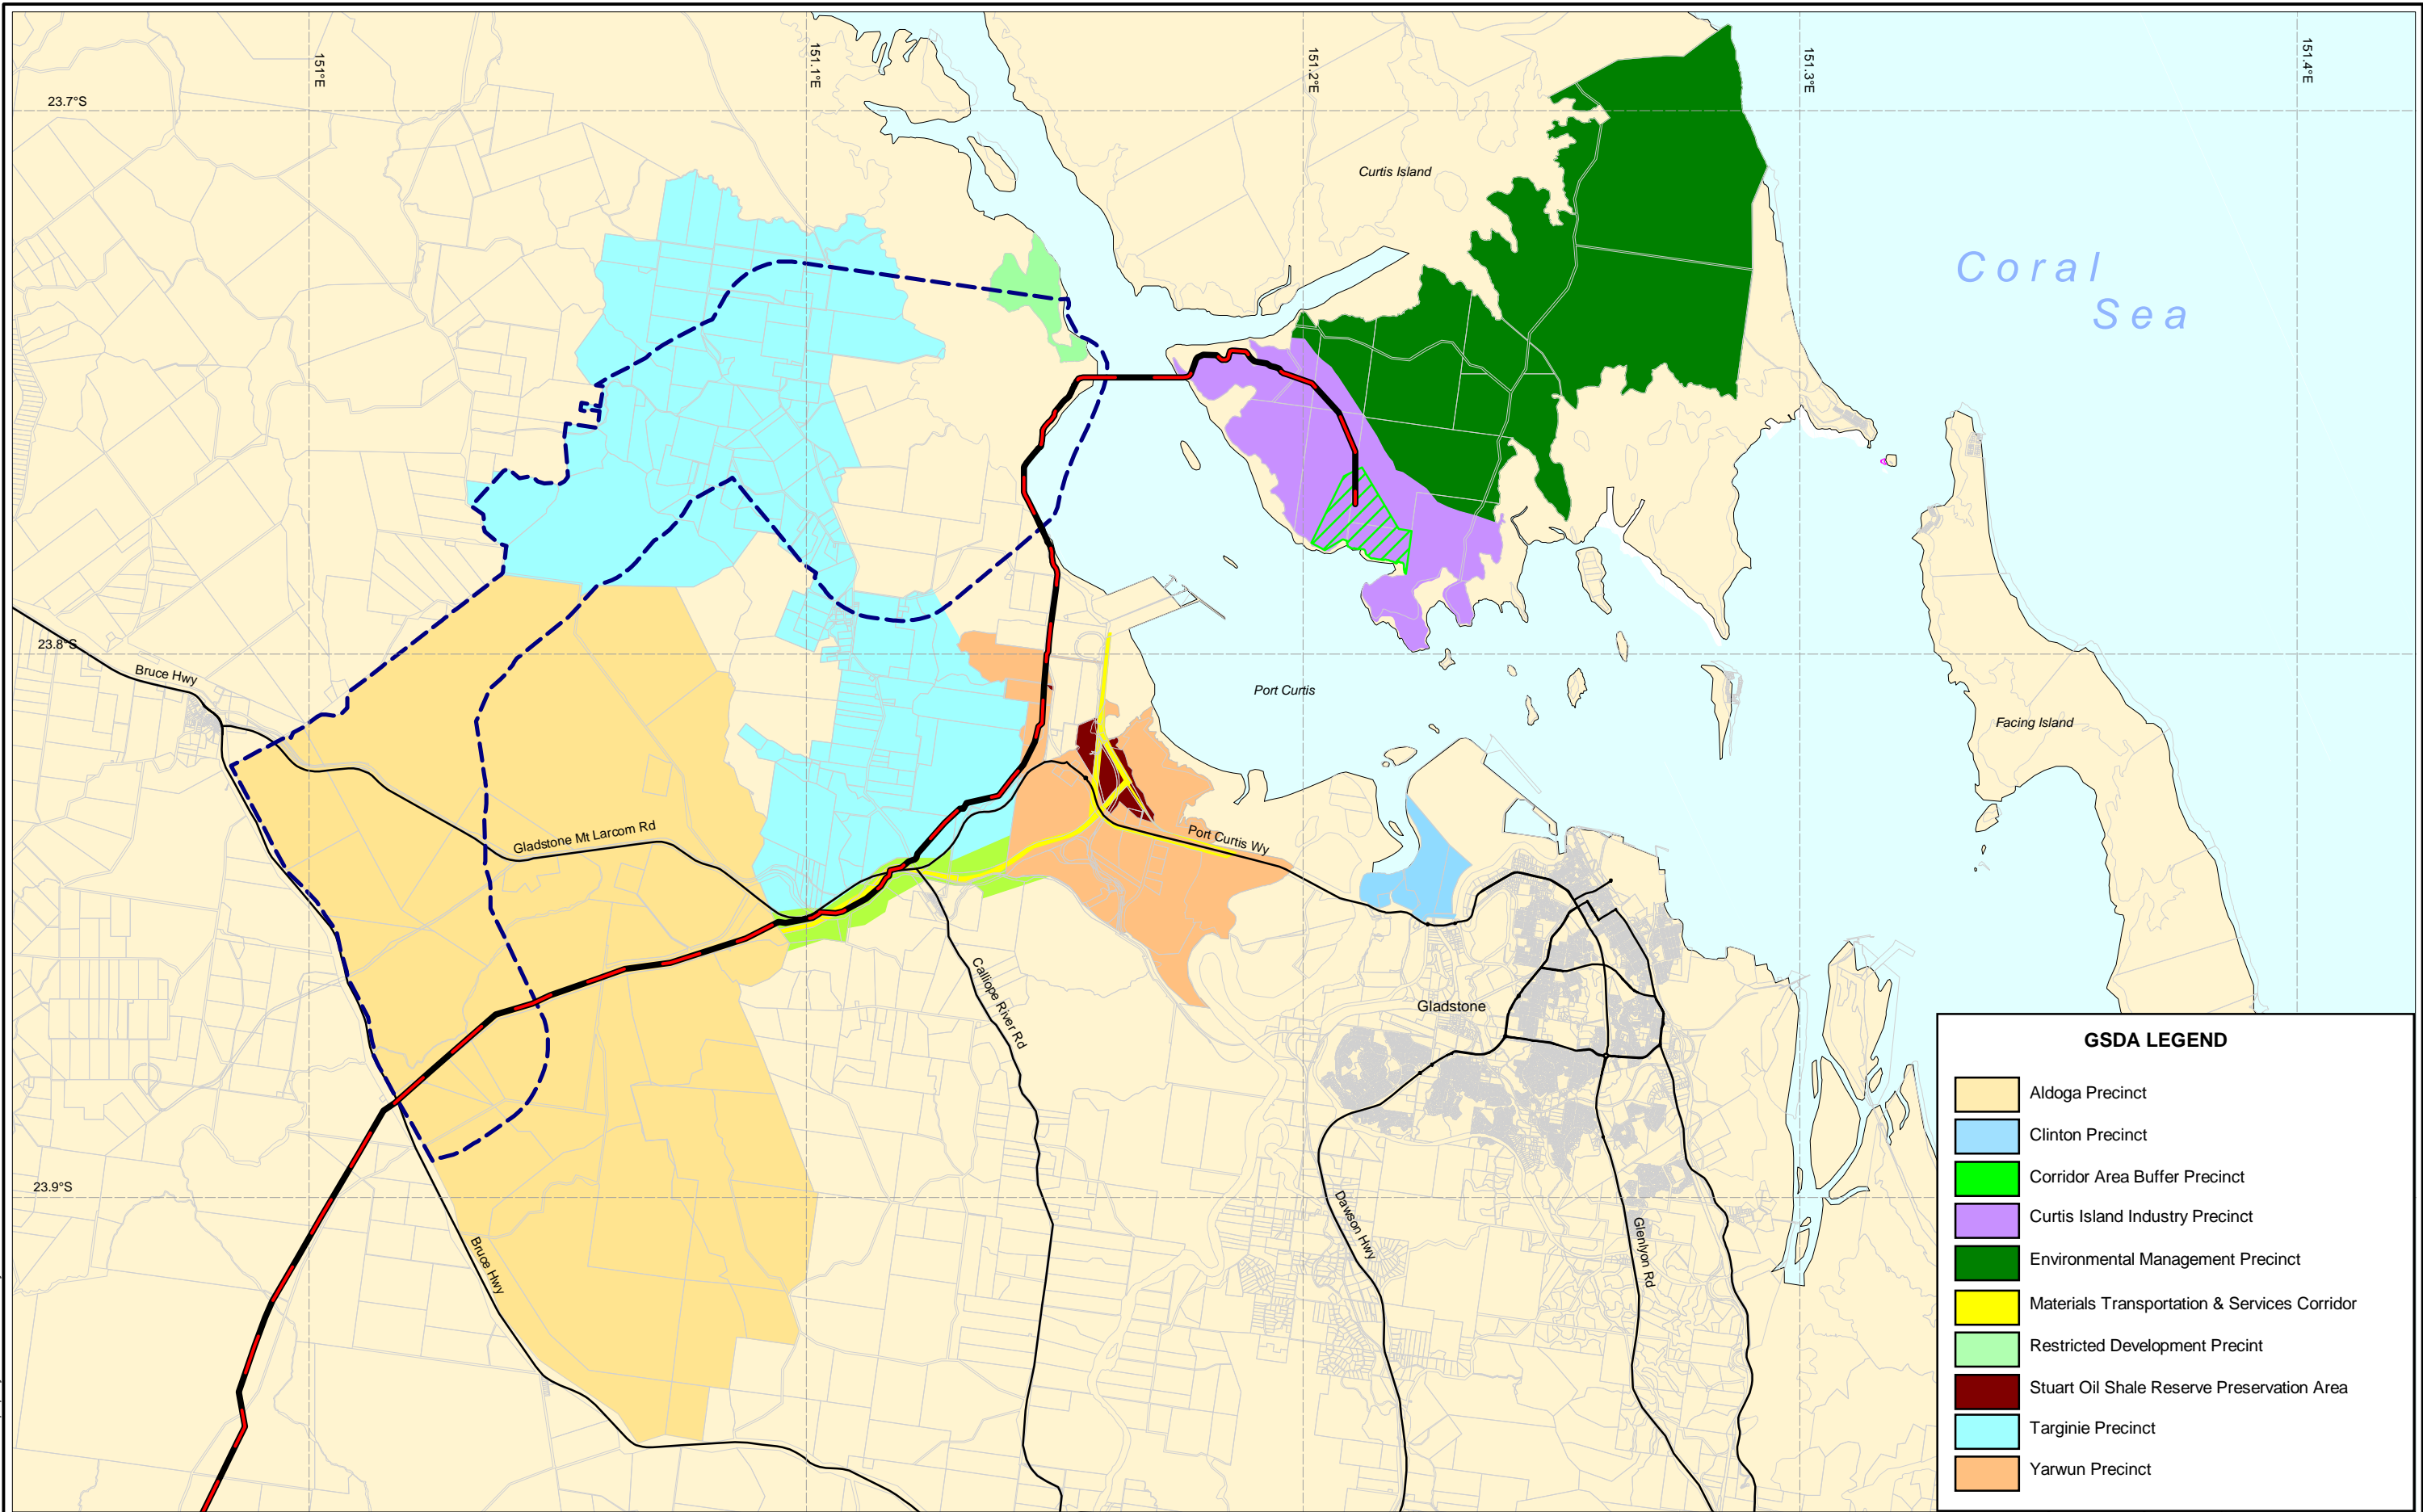 151°E
151.1°E
151.2°E
151.3°E
151.4°E
23.7°S
Curtis Island
Coral
Sea
23.8°S
Bruce Hwy
Port Curtis
Facing Island
Gladstone Mt Larcom Rd
Port Curtis Wy
Calliope River Rd
Gladstone
23.9°S
Bruce Hwy
Dawson Hwy
Glenlyon Rd
GSDA LEGEND
Aldoga Precinct
Clinton Precinct
Corridor Area Buffer Precinct
Curtis Island Industry Precinct
Environmental Management Precinct
Materials Transportation & Services Corridor
Restricted Development Precint
Stuart Oil Shale Reserve Preservation Area
Targinie Precinct
Yarwun Precinct